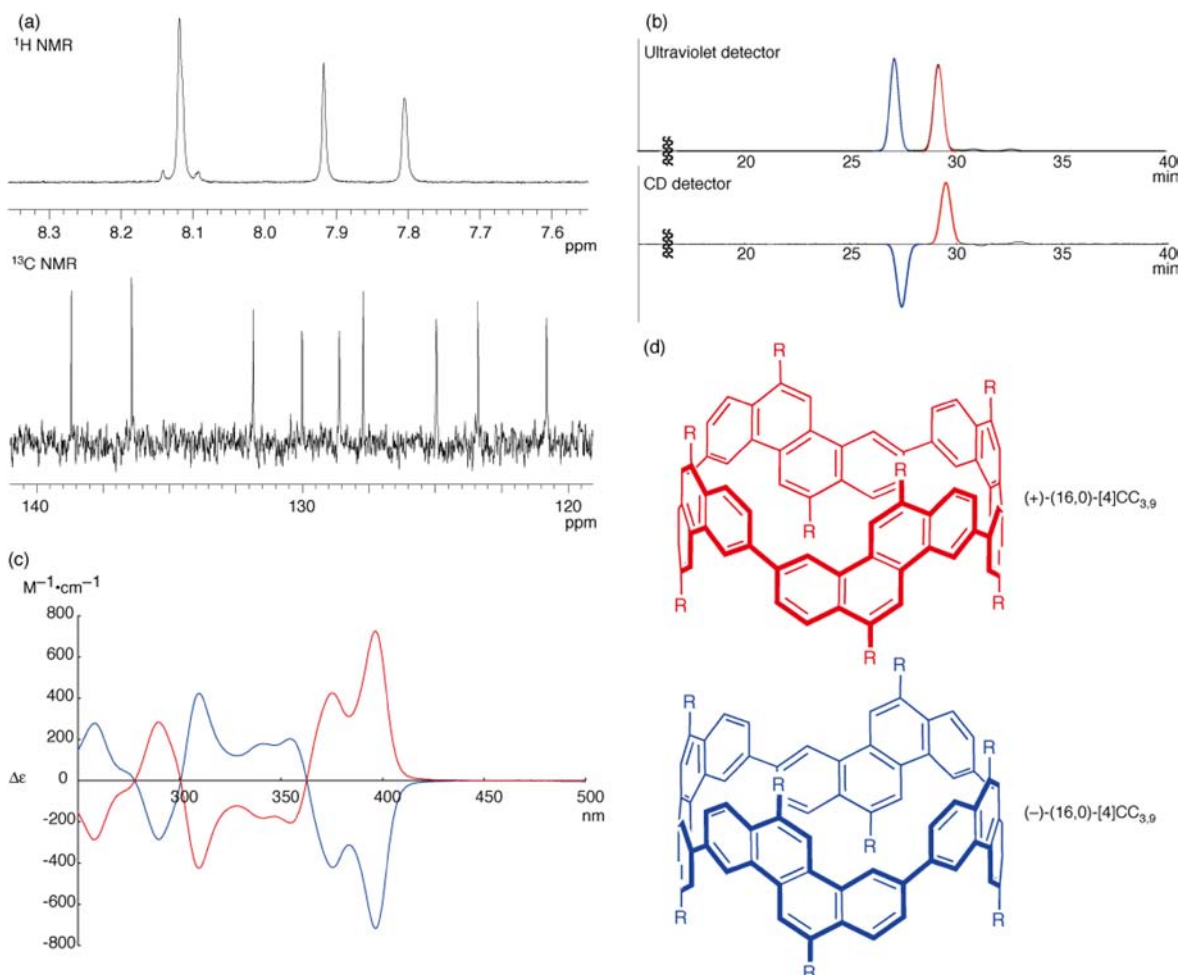 (a)
¹H NMR
8.3 8.2 8.1 8.0 7.9 7.8 7.7 7.6
ppm
¹³C NMR
140 130 120
ppm
(b)
Ultraviolet detector
20 25 30 35 40
min
CD detector
20 25 30 35 40
min
(c)
M⁻¹•cm⁻¹
800
600
400
200
Δε 0
300 400 500
nm
−200
−400
−600
−800
(d)
R
R
R
R
R
R
R
R
(+)-(16,0)-[4]CC₃,₉
R
R
R
R
R
R
R
R
(−)-(16,0)-[4]CC₃,₉